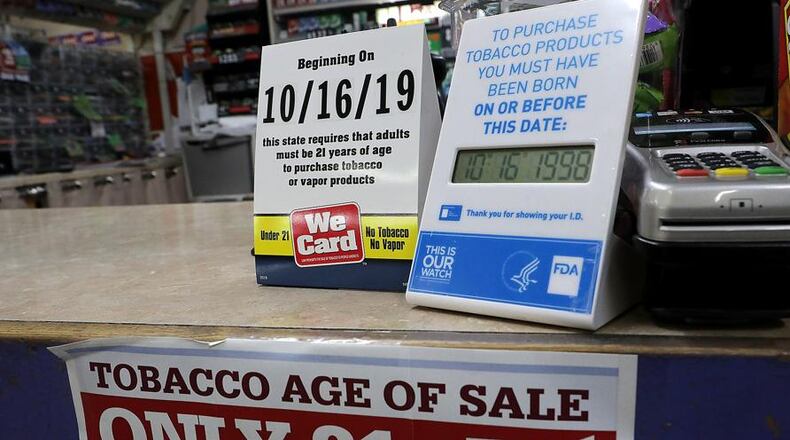 Beginning On
10/16/19
this state requires that adults
must be 21 years of age
to purchase tobacco
or vapor products
Under 21
We
Card
No Tobacco
No Vapor
TO PURCHASE
TOBACCO PRODUCTS
YOU MUST HAVE
BEEN BORN
ON OR BEFORE
THIS DATE:
10 16 1998
Thank you for showing your I.D.
THIS IS
OUR
WATCH
FDA
TOBACCO AGE OF SALE
ONLY 21